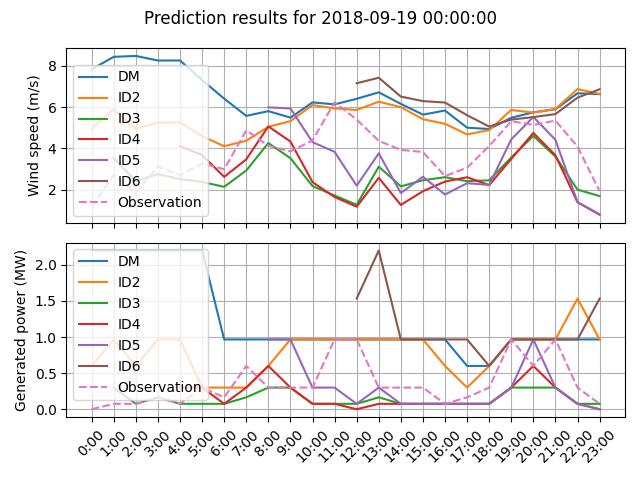 Prediction results for 2018-09-19 00:00:00
Wind speed (m/s)
8
6
4
2
DM
ID2
ID3
ID4
ID5
ID6
Observation
Generated power (MW)
2.0
1.5
1.0
0.5
0.0
DM
ID2
ID3
ID4
ID5
ID6
Observation
0:00 1:00 2:00 3:00 4:00 5:00 6:00 7:00 8:00 9:00 10:00 11:00 12:00 13:00 14:00 15:00 16:00 17:00 18:00 19:00 20:00 21:00 22:00 23:00